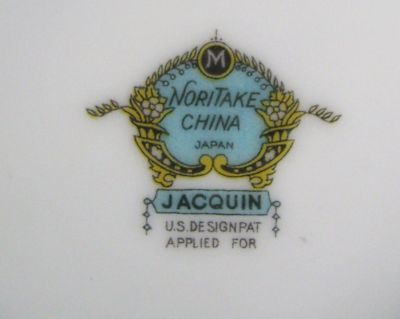 M
NORITAKE
CHINA
JAPAN
JACQUIN
U.S. DESIGN PAT
APPLIED FOR